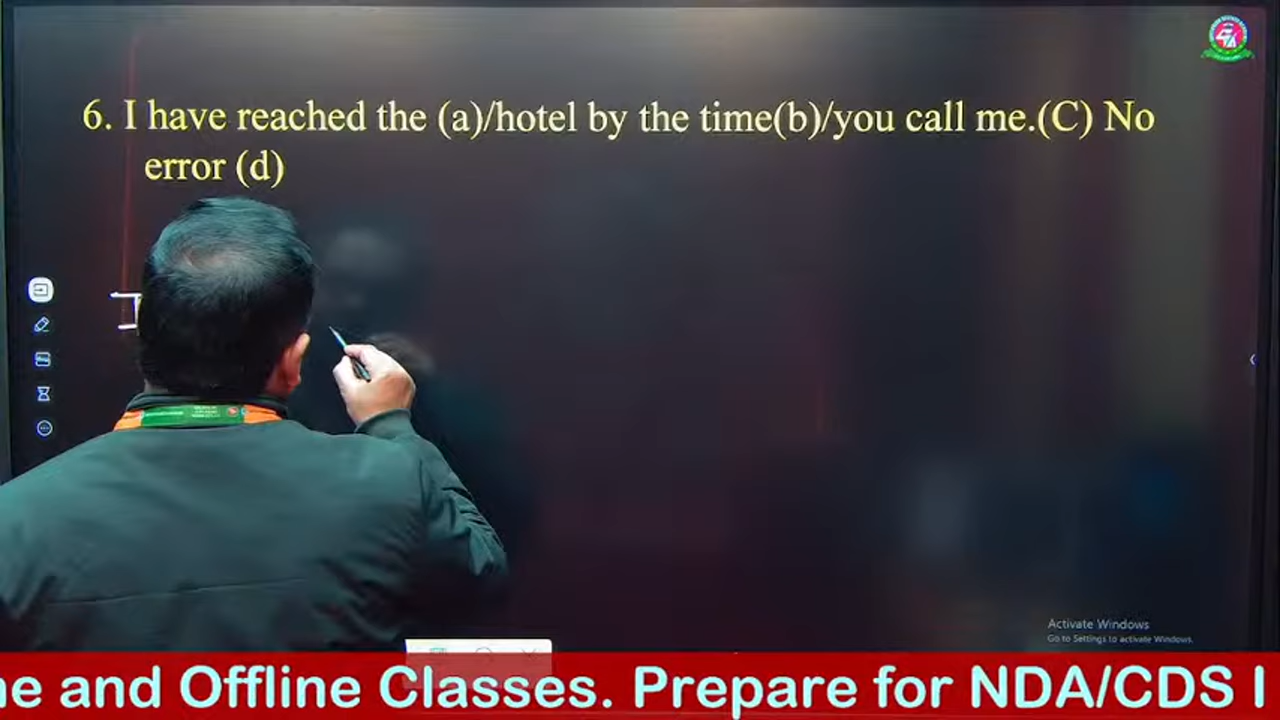 6. I have reached the (a)/hotel by the time(b)/you call me.(C) No
error (d)
Activate Windows
Go to Settings to activate Windows.
ne and Offline Classes. Prepare for NDA/CDS I